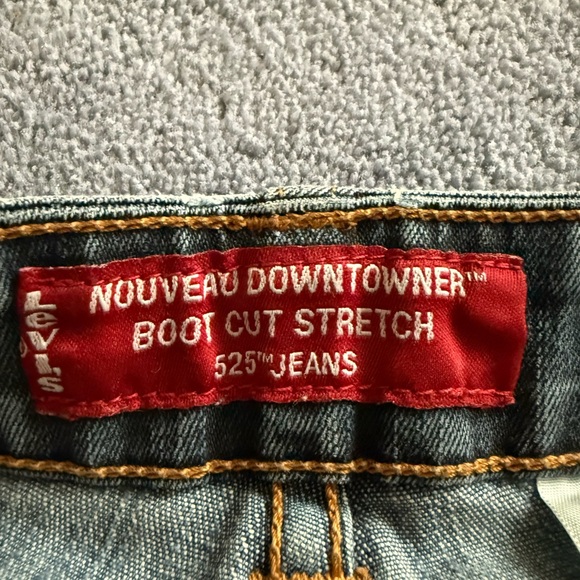 LEVI'S
NOUVEAU DOWNTOWNER™
BOOT CUT STRETCH
525™ JEANS